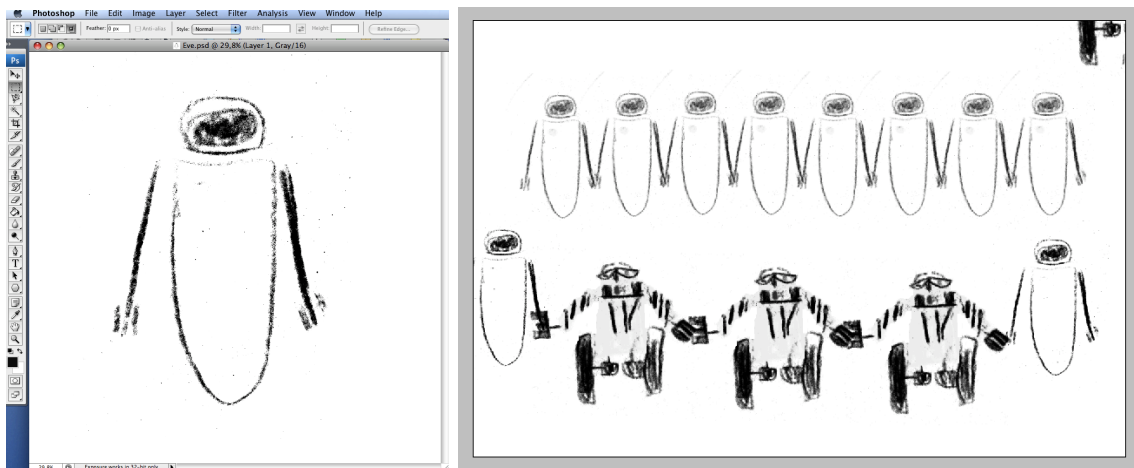 Photoshop File Edit Image Layer Select Filter Analysis View Window Help
Feather: 0 px Anti-alias Style: Normal Width: Height: Refine Edge...
Eve.psd @ 29,8% (Layer 1, Gray/16)
Ps
T
29,8% Exposure works in 32-bit only